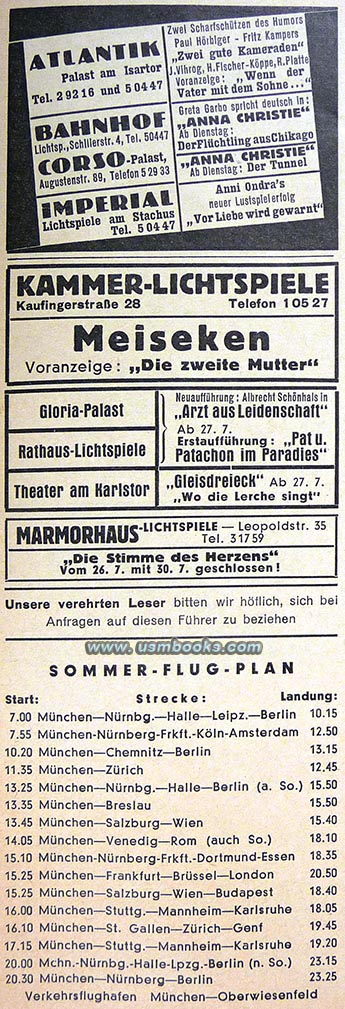 ATLANTIK
Palast am Isartor
Tel. 29216 und 50447
Zwei Scharfschützen des Humors
Paul Hörbiger - Fritz Kampers
„Zwei gute Kameraden"
J.Vihrog, H.Fischer-Köppe, R.Platte
Voranzeige: „Wenn der
Vater mit dem Sohne..."
BAHNHOF
Lichtsp., Schillerstr. 4, Tel. 50447
Greta Garbo spricht deutsch in:
„ANNA CHRISTIE"
Ab Dienstag:
Der Flüchtling aus Chikago
CORSO-Palast,
Augustenstr. 89, Telefon 52933
„ANNA CHRISTIE"
Ab Dienstag: Der Tunnel
IMPERIAL
Lichtspiele am Stachus
Tel. 50447
Anni Ondra's
neuer Lustspielerfolg
„Vor Liebe wird gewarnt"
KAMMER-LICHTSPIELE
Kaufingerstraße 28 Telefon 10527
Meiseken
Voranzeige: „Die zweite Mutter"
Gloria-Palast
Rathaus-Lichtspiele
Neuaufführung: Albrecht Schönhals in
„Arzt aus Leidenschaft"
Ab 27. 7.
Erstaufführung: „Pat u.
Patachon im Paradies"
Theater am Karlstor
„Gleisdreieck" Ab 27. 7.
„Wo die Lerche singt"
MARMORHAUS-LICHTSPIELE — Leopoldstr. 35
Tel. 31759
„Die Stimme des Herzens"
Vom 26. 7. mit 30. 7. geschlossen!
Unsere verehrten Leser bitten wir höflich, sich bei
Anfragen auf diesen Führer zu beziehen
www.usmbooks.com
SOMMER-FLUG-PLAN
Start: Strecke: Landung:
7.00 München—Nürnbg.—Halle—Leipz.—Berlin 10.15
7.55 München-Nürnberg-Frkft.-Köln-Amsterdam 12.50
10.20 München—Chemnitz—Berlin 13.15
11.35 München—Zürich 12.45
13.25 München—Nürnbg.—Halle—Berlin (a. So.) 15.50
13.35 München—Breslau 15.50
13.45 München—Salzburg—Wien 15.40
14.05 München—Venedig—Rom (auch So.) 18.10
15.10 München-Nürnberg-Frkft.-Dortmund-Essen 18.35
15.25 München—Frankfurt—Brüssel—London 20.50
15.25 München—Salzburg—Wien—Budapest 18.40
16.00 München—Stuttg.—Mannheim—Karlsruhe 18.05
16.10 München—St. Gallen—Zürich—Genf 19.45
17.15 München—Stuttg.—Mannheim—Karlsruhe 19.20
20.00 Mchn.-Nürnbg.-Halle-Lpzg.-Berlin (n. So.) 23.15
20.30 München—Nürnberg—Berlin 23.25
Verkehrsflughafen München—Oberwiesenfeld